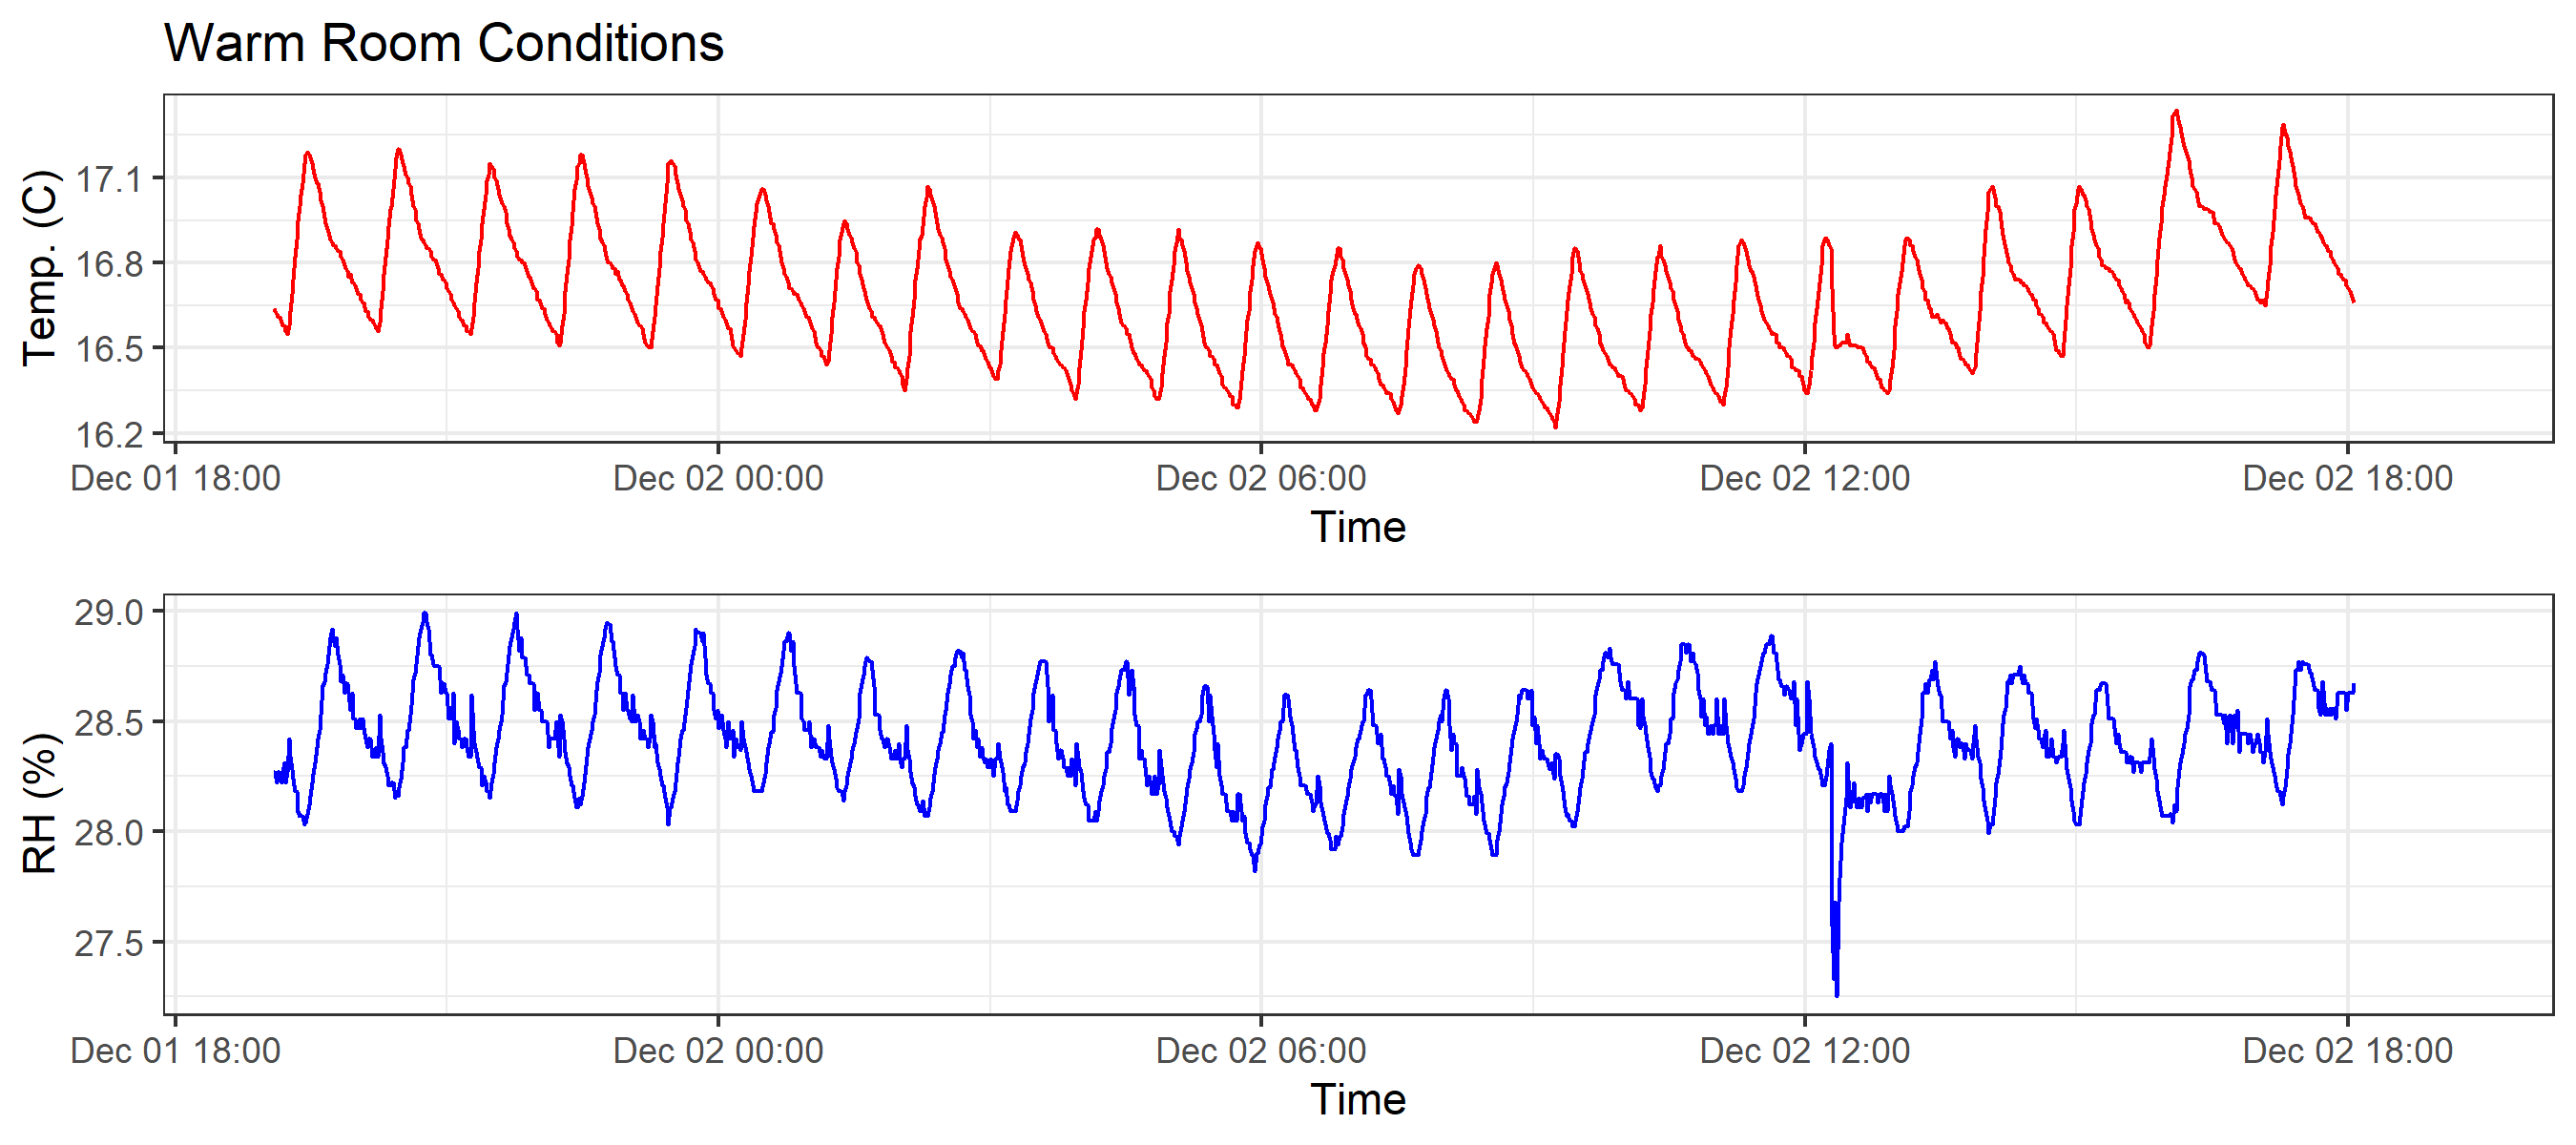 Warm Room Conditions
Temp. (C)
17.1
16.8
16.5
16.2
Dec 01 18:00 Dec 02 00:00 Dec 02 06:00 Dec 02 12:00 Dec 02 18:00
Time
RH (%)
29.0
28.5
28.0
27.5
Dec 01 18:00 Dec 02 00:00 Dec 02 06:00 Dec 02 12:00 Dec 02 18:00
Time